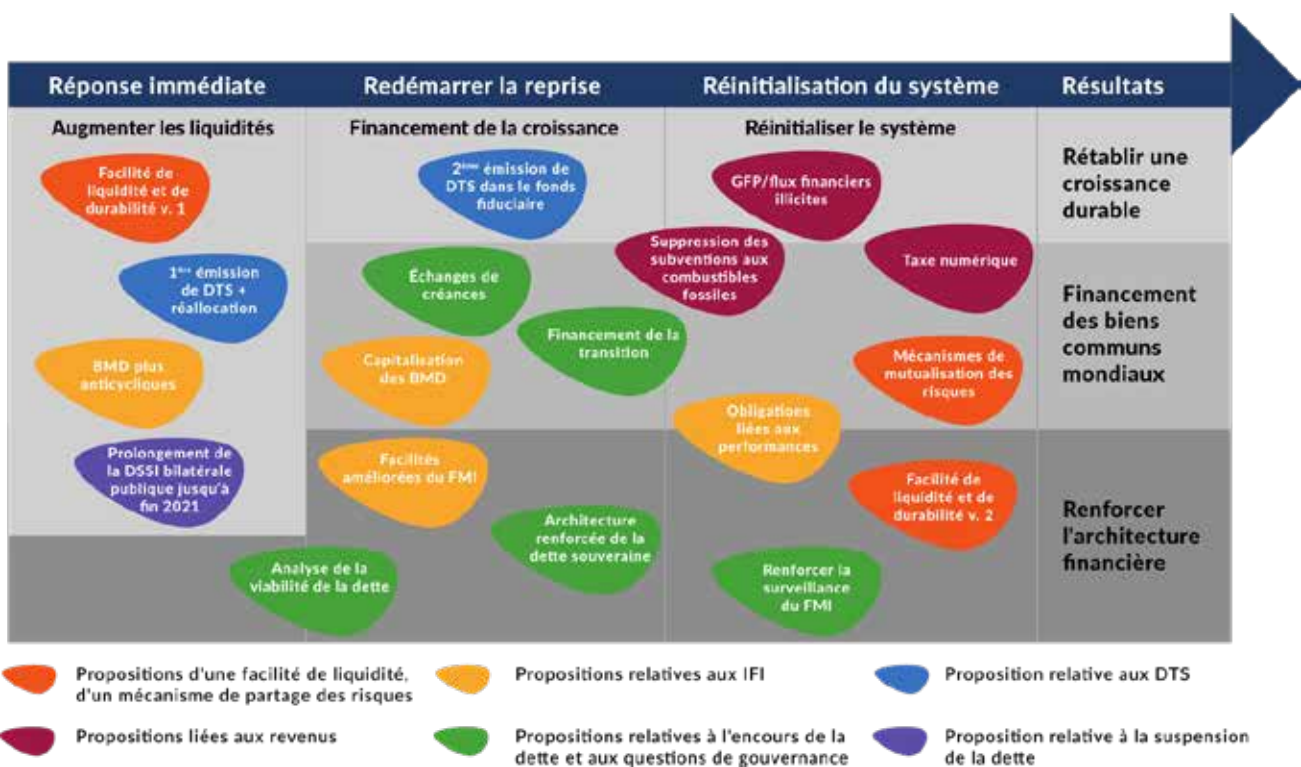 Réponse immédiate
Redémarrer la reprise
Réinitialisation du système
Résultats
Augmenter les liquidités
Financement de la croissance
Réinitialiser le système
Facilité de
liquidité et de
durabilité v. 1
1ère émission
de DTS +
réallocation
BMD plus
anticycliques
Prolongement de
la DSSI bilatérale
publique jusqu'à
fin 2021
Analyse de la
viabilité de la dette
2ème émission de
DTS dans le fonds
fiduciaire
Échanges de
créances
Financement de la
transition
Capitalisation
des BMD
Facilités
améliorées du FMI
Architecture
renforcée de la
dette souveraine
GFP/flux financiers
illicites
Suppression des
subventions aux
combustibles
fossiles
Taxe numérique
Mécanismes de
mutualisation des
risques
Obligations
liées aux
performances
Facilité de
liquidité et de
durabilité v. 2
Renforcer la
surveillance
du FMI
Rétablir une
croissance
durable
Financement
des biens
communs
mondiaux
Renforcer
l'architecture
financière
Propositions d'une facilité de liquidité,
d'un mécanisme de partage des risques
Propositions relatives aux IFI
Proposition relative aux DTS
Propositions liées aux revenus
Propositions relatives à l'encours de la
dette et aux questions de gouvernance
Proposition relative à la suspension
de la dette